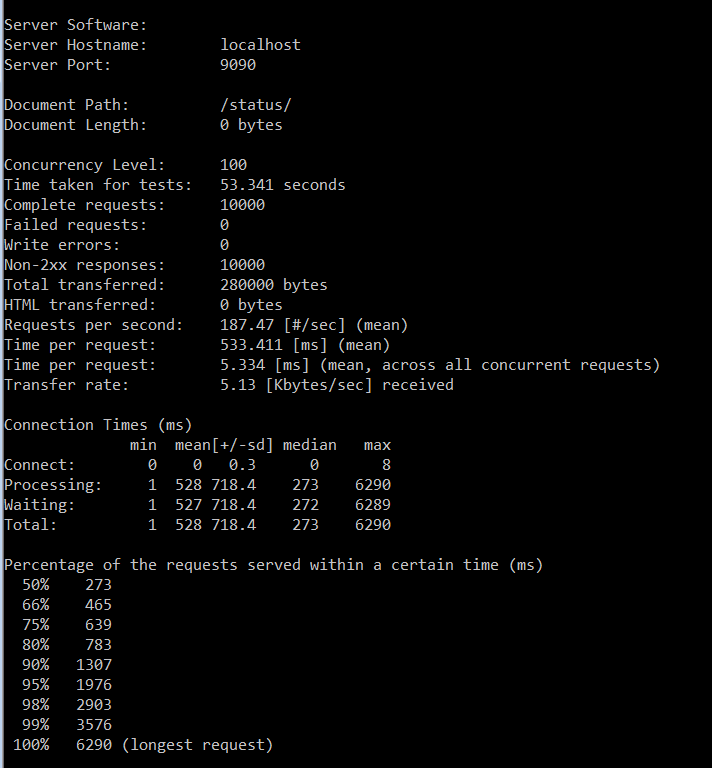 Server Software:
Server Hostname:        localhost
Server Port:            9090

Document Path:          /status/
Document Length:        0 bytes

Concurrency Level:      100
Time taken for tests:   53.341 seconds
Complete requests:      10000
Failed requests:        0
Write errors:           0
Non-2xx responses:      10000
Total transferred:      280000 bytes
HTML transferred:       0 bytes
Requests per second:    187.47 [#/sec] (mean)
Time per request:       533.411 [ms] (mean)
Time per request:       5.334 [ms] (mean, across all concurrent requests)
Transfer rate:          5.13 [Kbytes/sec] received

Connection Times (ms)
              min  mean[+/-sd] median   max
Connect:        0    0   0.3      0       8
Processing:     1  528 718.4    273    6290
Waiting:        1  527 718.4    272    6289
Total:          1  528 718.4    273    6290

Percentage of the requests served within a certain time (ms)
  50%    273
  66%    465
  75%    639
  80%    783
  90%   1307
  95%   1976
  98%   2903
  99%   3576
 100%   6290 (longest request)